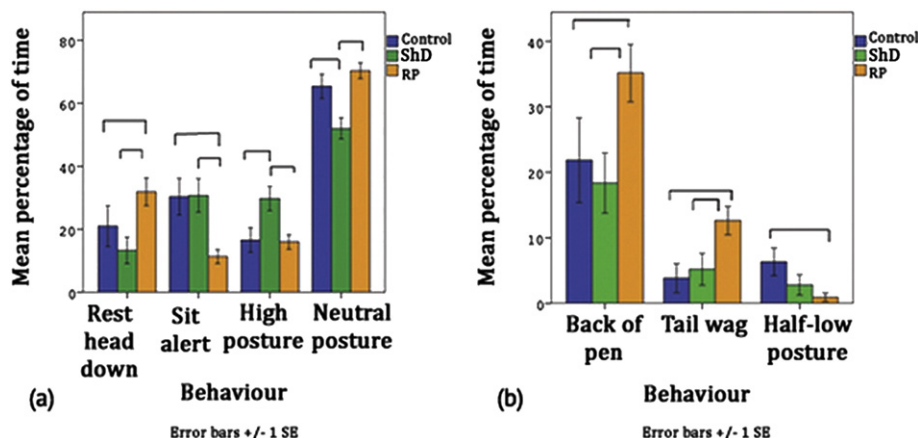 Mean percentage of time
80
60
40
20
0
Control
ShD
RP
Rest head down
Sit alert
High posture
Neutral posture
Behaviour
(a)
Error bars +/- 1 SE
Mean percentage of time
40
30
20
10
0
Control
ShD
RP
Back of pen
Tail wag
Half-low posture
Behaviour
(b)
Error bars +/- 1 SE